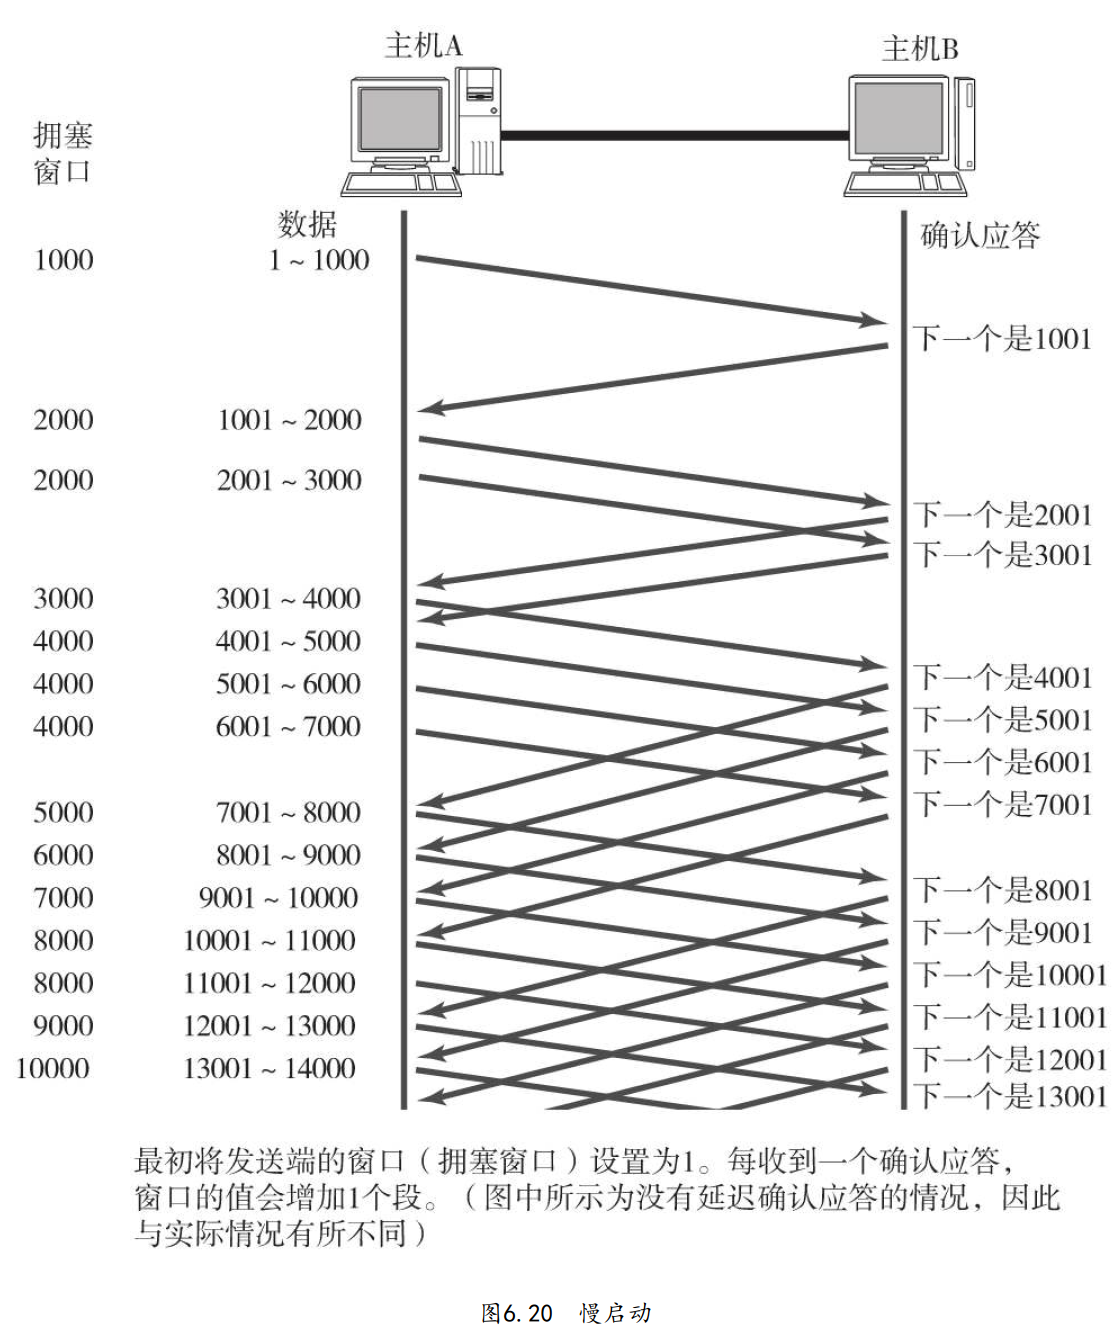 主机A
主机B
拥塞
窗口
数据
确认应答
1000
1～1000
下一个是1001
2000
1001～2000
2000
2001～3000
下一个是2001
下一个是3001
3000
3001～4000
4000
4001～5000
下一个是4001
4000
5001～6000
下一个是5001
4000
6001～7000
下一个是6001
下一个是7001
5000
7001～8000
6000
8001～9000
下一个是8001
7000
9001～10000
下一个是9001
8000
10001～11000
下一个是10001
8000
11001～12000
下一个是11001
9000
12001～13000
下一个是12001
10000
13001～14000
下一个是13001
最初将发送端的窗口（拥塞窗口）设置为1。每收到一个确认应答，
窗口的值会增加1个段。（图中所示为没有延迟确认应答的情况，因此
与实际情况有所不同）
图6.20 慢启动